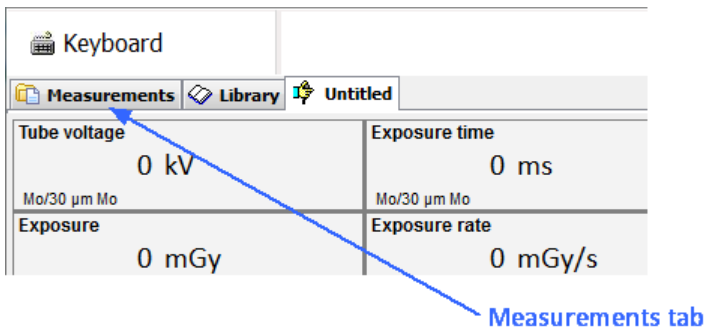 Keyboard
Measurements Library Untitled
Tube voltage Exposure time
0 kV 0 ms
Mo/30 µm Mo Mo/30 µm Mo
Exposure Exposure rate
0 mGy 0 mGy/s
Measurements tab